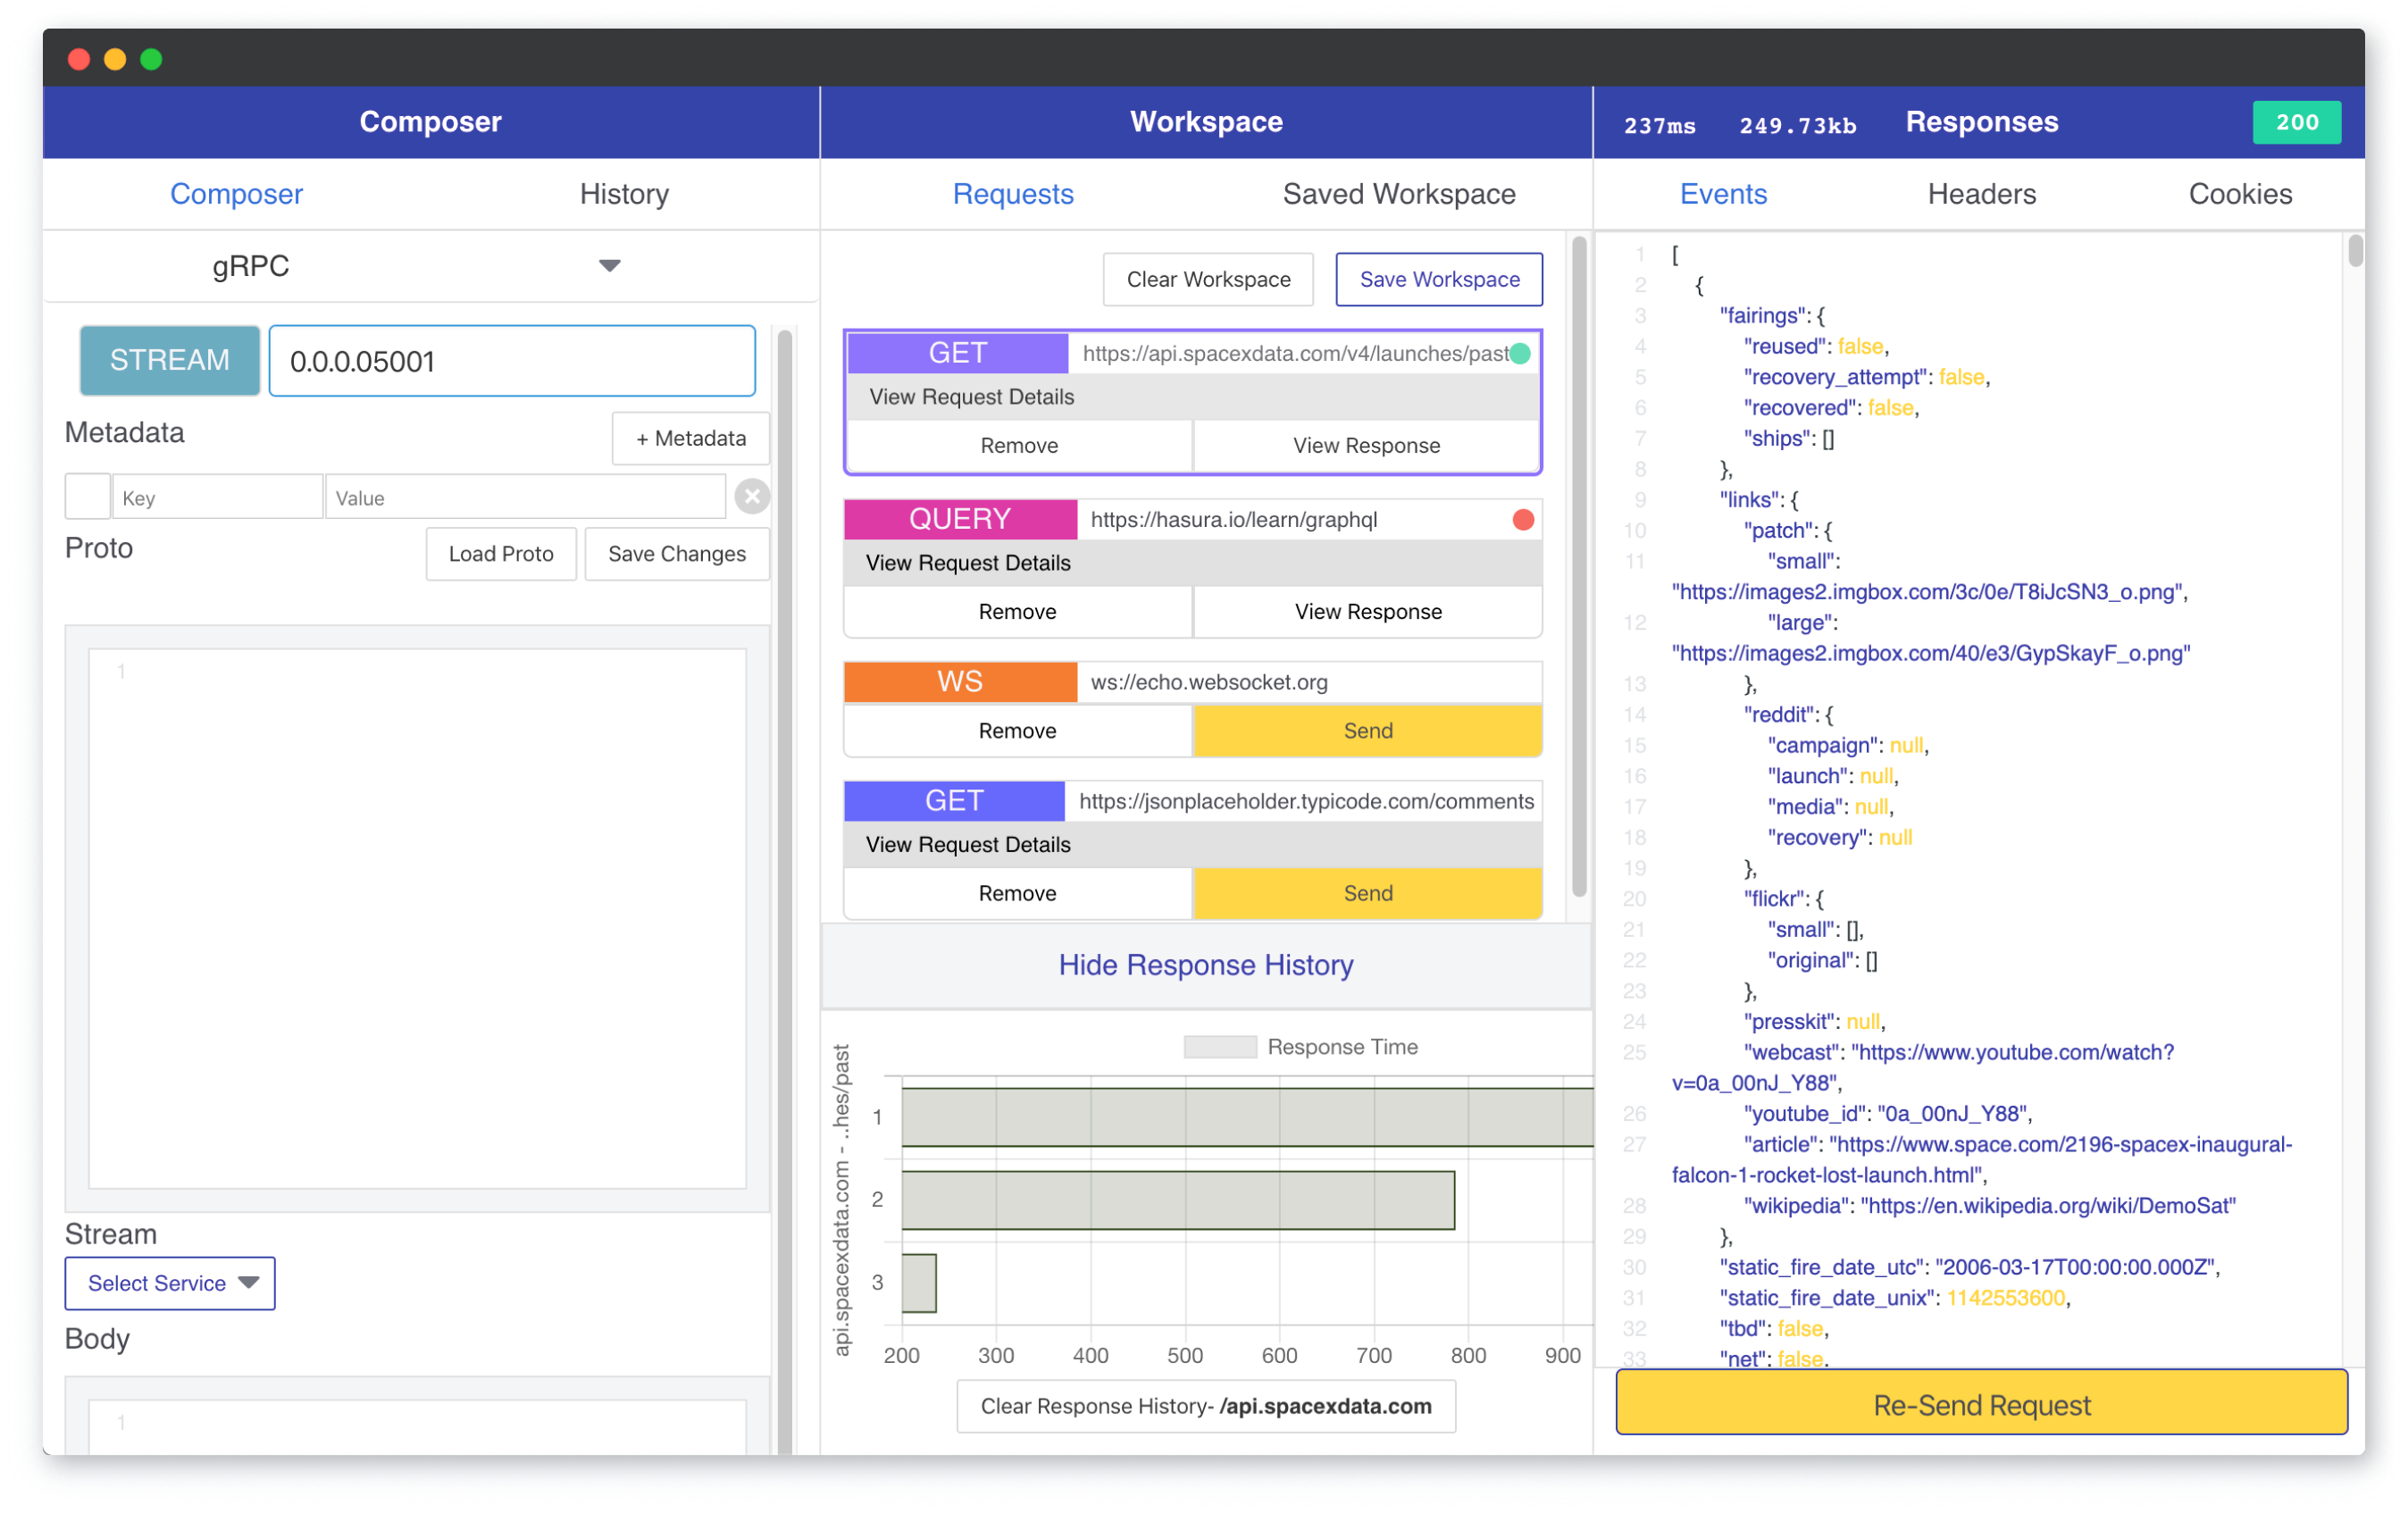 Composer
Composer
History
gRPC
STREAM
0.0.0.05001
Metadata
+ Metadata
Key
Value
Proto
Load Proto
Save Changes
1
Stream
Select Service
Body
1
Workspace
Requests
Saved Workspace
Clear Workspace
Save Workspace
GET
https://api.spacexdata.com/v4/launches/past
View Request Details
Remove
View Response
QUERY
https://hasura.io/learn/graphql
View Request Details
Remove
View Response
WS
ws://echo.websocket.org
Remove
Send
GET
https://jsonplaceholder.typicode.com/comments
View Request Details
Remove
Send
Hide Response History
Response Time
api.spacexdata.com - ..hes/past
1
2
3
200 300 400 500 600 700 800 900
Clear Response History- /api.spacexdata.com
237ms
249.73kb
Responses
200
Events
Headers
Cookies
1 [
2 {
3 "fairings": {
4 "reused": false,
5 "recovery_attempt": false,
6 "recovered": false,
7 "ships": []
8 },
9 "links": {
10 "patch": {
11 "small":
"https://images2.imgbox.com/3c/0e/T8iJcSN3_o.png",
12 "large":
"https://images2.imgbox.com/40/e3/GypSkayF_o.png"
13 },
14 "reddit": {
15 "campaign": null,
16 "launch": null,
17 "media": null,
18 "recovery": null
19 },
20 "flickr": {
21 "small": [],
22 "original": []
23 },
24 "presskit": null,
25 "webcast": "https://www.youtube.com/watch?
v=0a_00nJ_Y88",
26 "youtube_id": "0a_00nJ_Y88",
27 "article": "https://www.space.com/2196-spacex-inaugural-
falcon-1-rocket-lost-launch.html",
28 "wikipedia": "https://en.wikipedia.org/wiki/DemoSat"
29 },
30 "static_fire_date_utc": "2006-03-17T00:00:00.000Z",
31 "static_fire_date_unix": 1142553600,
32 "tbd": false,
33 "net": false,
Re-Send Request